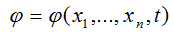 φ = φ(x₁,...,xₙ,t)